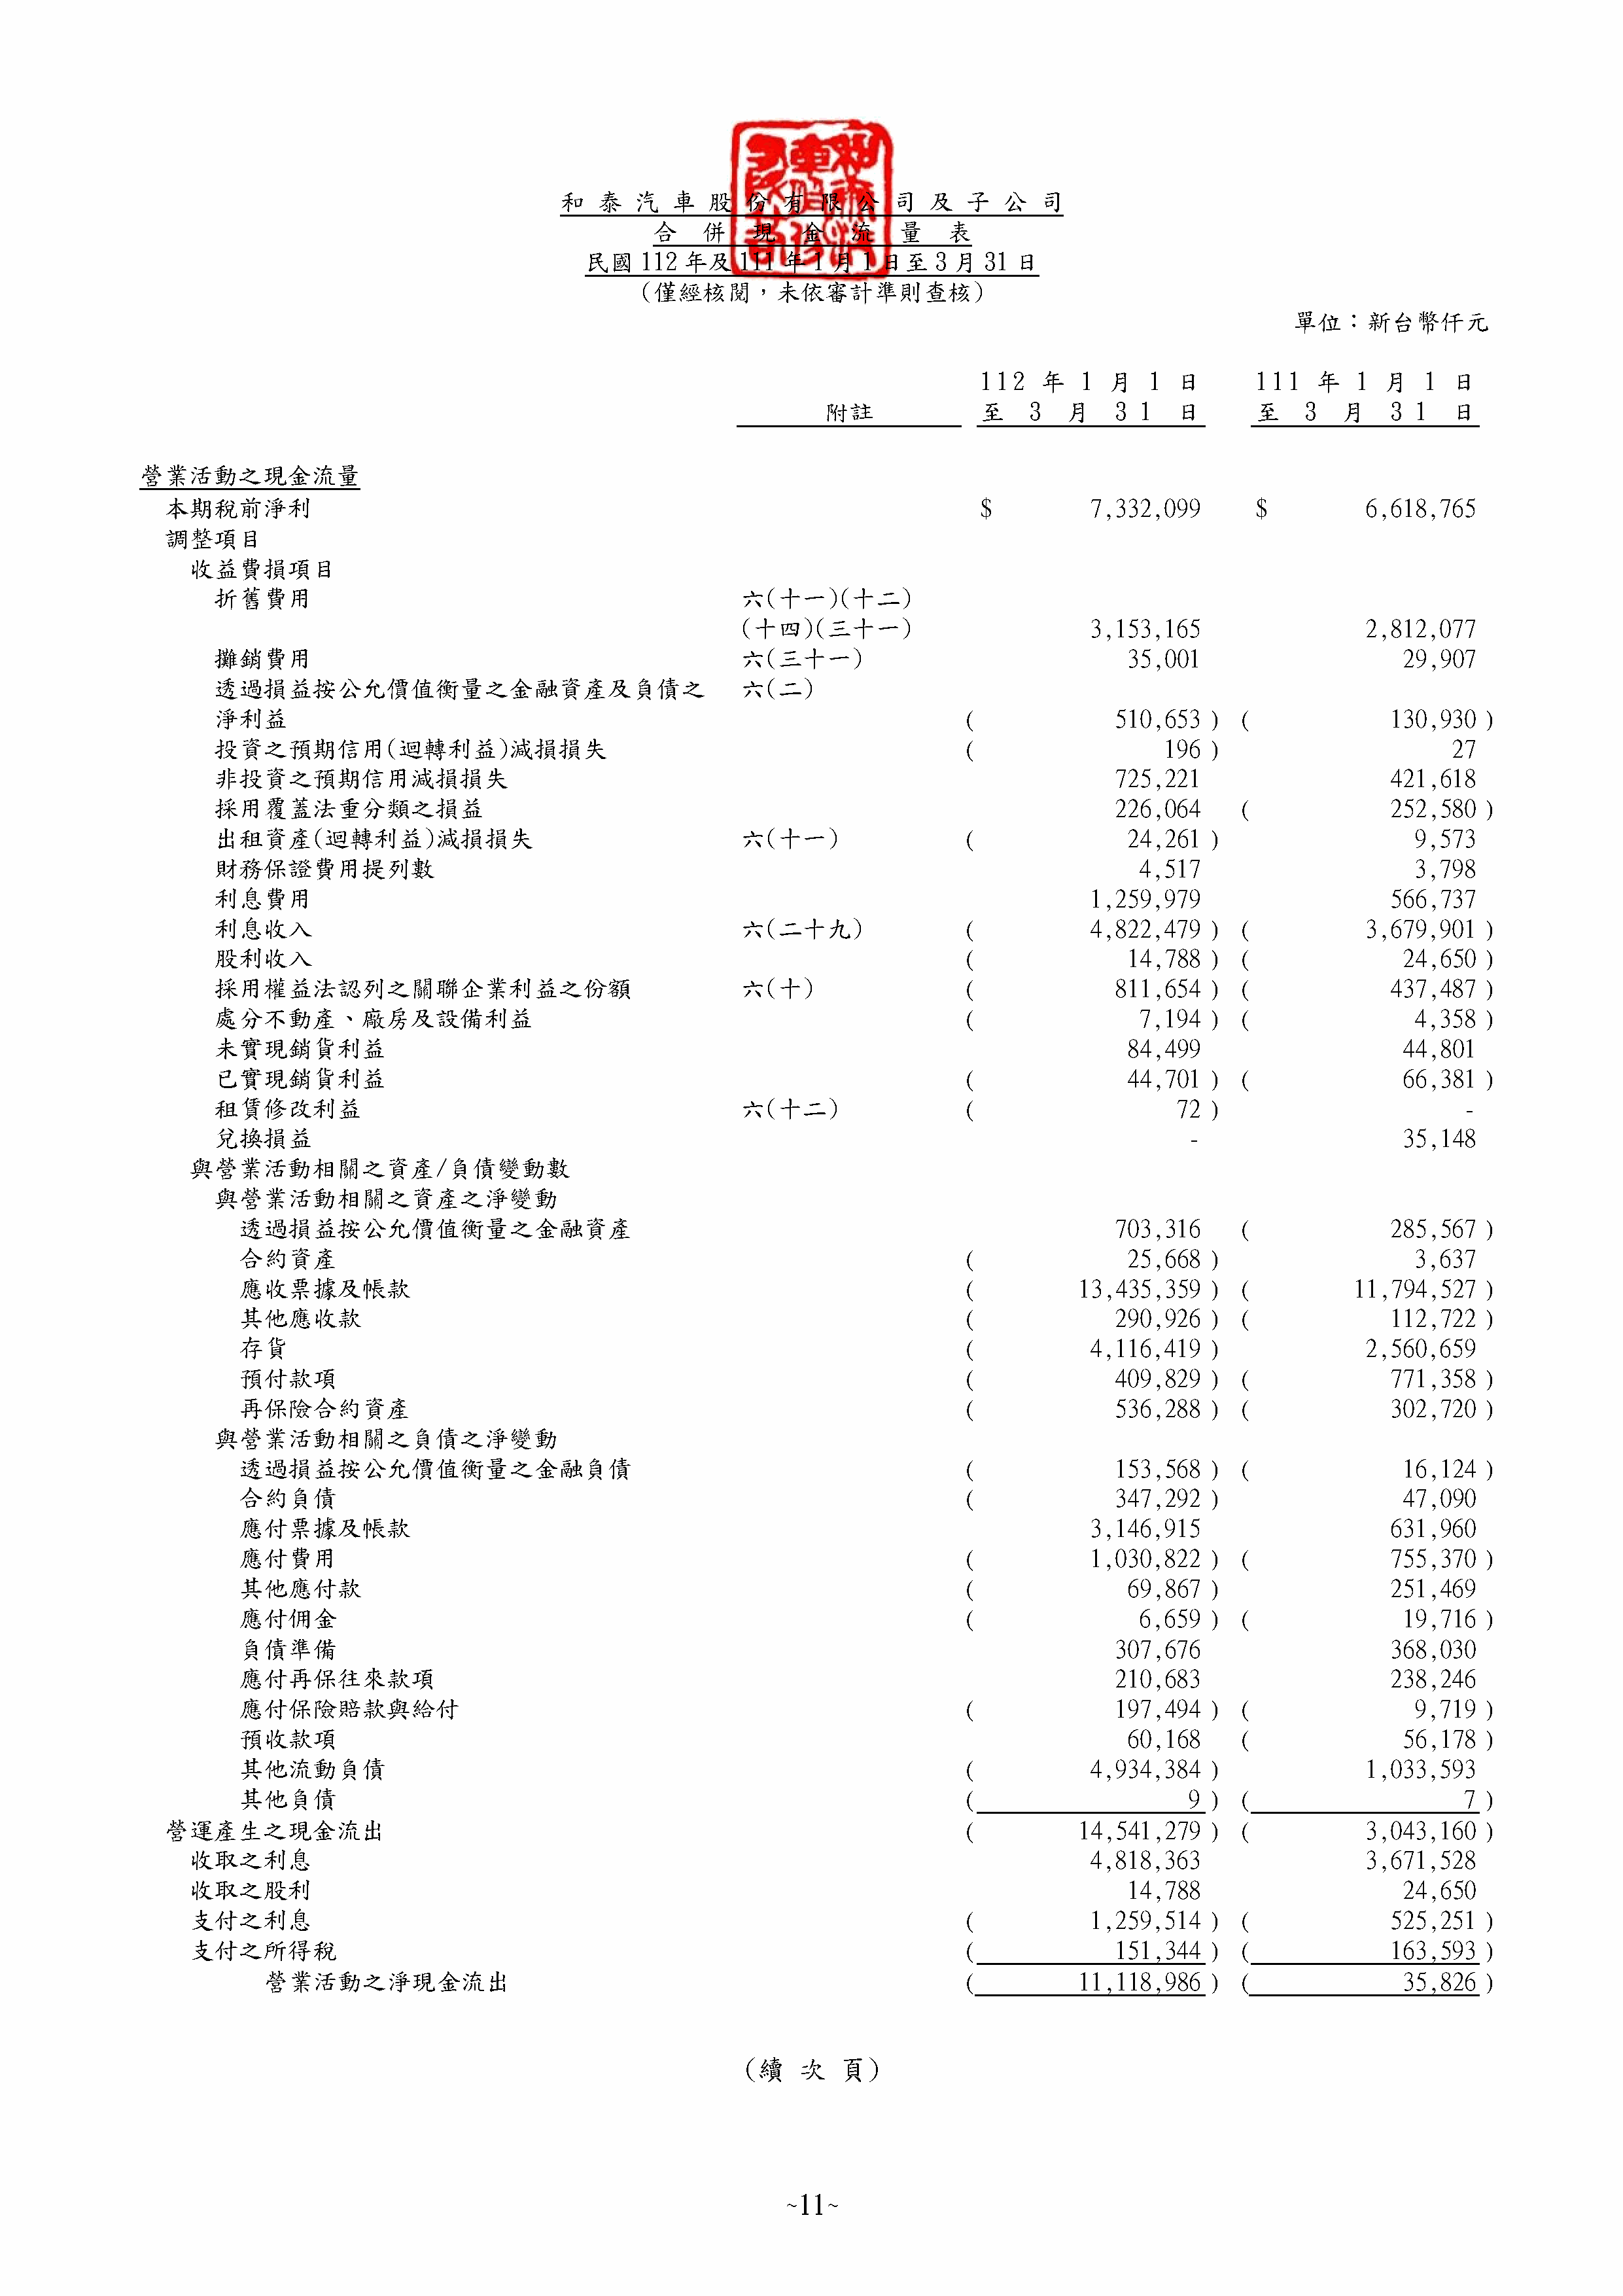 和泰汽車股份有限公司及子公司
合併現金流量表
民國112年及111年1月1日至3月31日
(僅經核閱,未依審計準則查核)
單位:新台幣仟元
112年1月1日 111年1月1日
附註 至3月31日 至3月31日
營業活動之現金流量
本期稅前淨利 $ 7,332,099 $ 6,618,765
調整項目
收益費損項目
折舊費用 六(十一)(十二)
(十四)(三十一) 3,153,165 2,812,077
攤銷費用 六(三十一) 35,001 29,907
透過損益按公允價值衡量之金融資產及負債之 六(二)
淨利益 ( 510,653 ) ( 130,930 )
投資之預期信用(迴轉利益)減損損失 ( 196 ) 27
非投資之預期信用減損損失 725,221 421,618
採用覆蓋法重分類之損益 226,064 ( 252,580 )
出租資產(迴轉利益)減損損失 六(十一) ( 24,261 ) 9,573
財務保證費用提列數 4,517 3,798
利息費用 1,259,979 566,737
利息收入 六(二十九) ( 4,822,479 ) ( 3,679,901 )
股利收入 ( 14,788 ) ( 24,650 )
採用權益法認列之關聯企業利益之份額 六(十) ( 811,654 ) ( 437,487 )
處分不動產、廠房及設備利益 ( 7,194 ) ( 4,358 )
未實現銷貨利益 84,499 44,801
已實現銷貨利益 ( 44,701 ) ( 66,381 )
租賃修改利益 六(十二) ( 72 ) -
兌換損益 - 35,148
與營業活動相關之資產/負債變動數
與營業活動相關之資產之淨變動
透過損益按公允價值衡量之金融資產 703,316 ( 285,567 )
合約資產 ( 25,668 ) 3,637
應收票據及帳款 ( 13,435,359 ) ( 11,794,527 )
其他應收款 ( 290,926 ) ( 112,722 )
存貨 ( 4,116,419 ) 2,560,659
預付款項 ( 409,829 ) ( 771,358 )
再保險合約資產 ( 536,288 ) ( 302,720 )
與營業活動相關之負債之淨變動
透過損益按公允價值衡量之金融負債 ( 153,568 ) ( 16,124 )
合約負債 ( 347,292 ) 47,090
應付票據及帳款 3,146,915 631,960
應付費用 ( 1,030,822 ) ( 755,370 )
其他應付款 ( 69,867 ) 251,469
應付佣金 ( 6,659 ) ( 19,716 )
負債準備 307,676 368,030
應付再保往來款項 210,683 238,246
應付保險賠款與給付 ( 197,494 ) ( 9,719 )
預收款項 60,168 ( 56,178 )
其他流動負債 ( 4,934,384 ) 1,033,593
其他負債 ( 9 ) ( 7 )
營運產生之現金流出 ( 14,541,279 ) ( 3,043,160 )
收取之利息 4,818,363 3,671,528
收取之股利 14,788 24,650
支付之利息 ( 1,259,514 ) ( 525,251 )
支付之所得稅 ( 151,344 ) ( 163,593 )
營業活動之淨現金流出 ( 11,118,986 ) ( 35,826 )
(續次頁)
~11~